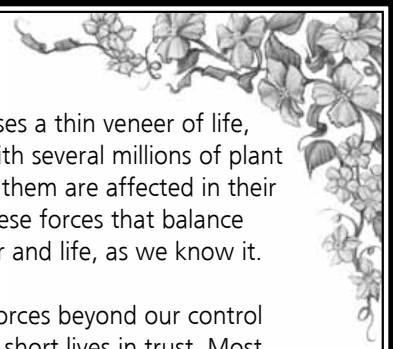 ses a thin veneer of life,
ith several millions of plant
them are affected in their
ese forces that balance
r and life, as we know it.
orces beyond our control
short lives in trust. Most